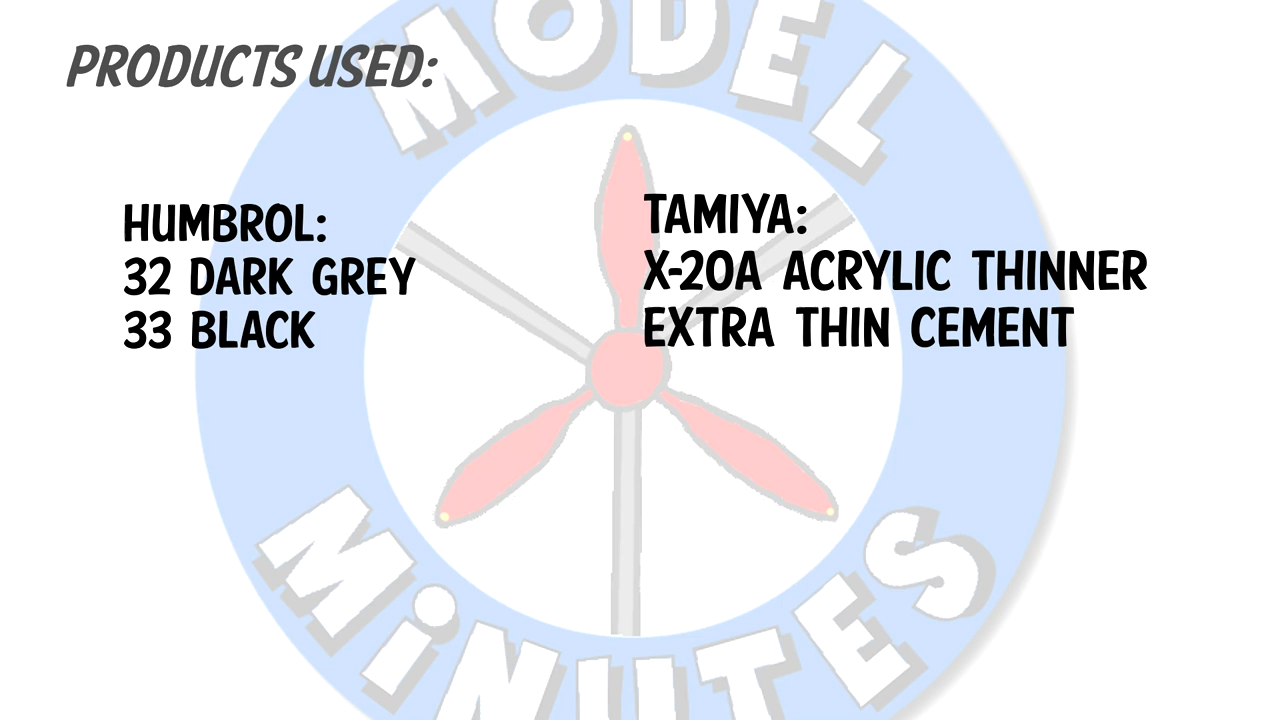 MODEL
PRODUCTS USED:
HUMBROL:
32 DARK GREY
33 BLACK
TAMIYA:
X-20A ACRYLIC THINNER
EXTRA THIN CEMENT
MiNUTES